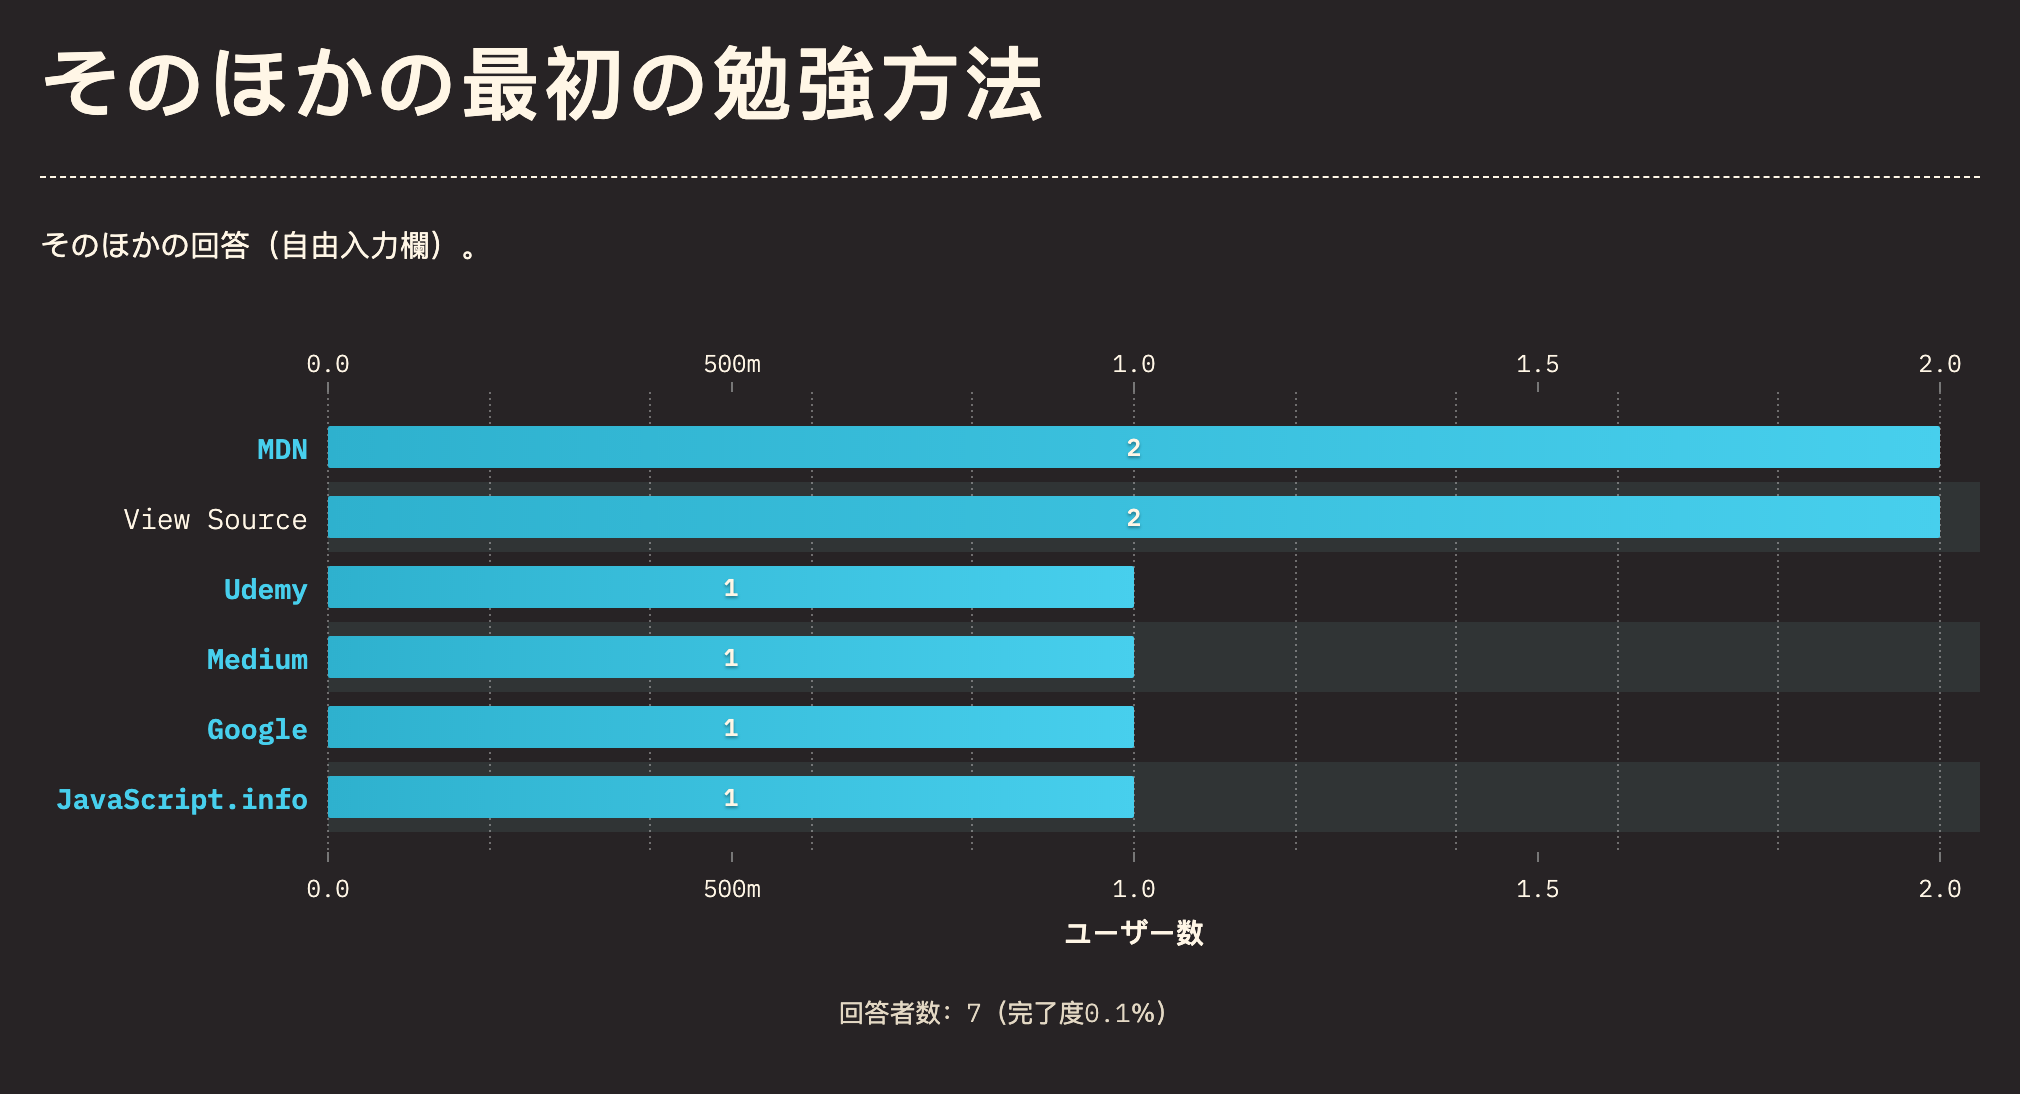 そのほかの最初の勉強方法
そのほかの回答（自由入力欄）。
0.0 500m 1.0 1.5 2.0
MDN 2
View Source 2
Udemy 1
Medium 1
Google 1
JavaScript.info 1
0.0 500m 1.0 1.5 2.0
ユーザー数
回答者数: 7 (完了度0.1%)